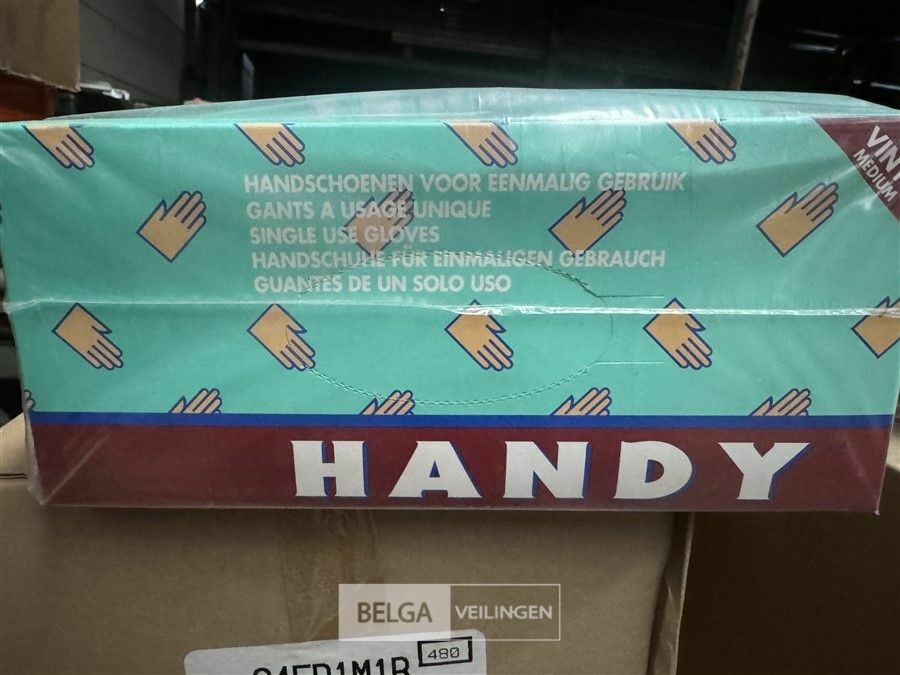 VIN
MEDIUM
HANDSCHOENEN VOOR EENMALIG GEBRUIK
GANTS A USAGE UNIQUE
SINGLE USE GLOVES
HANDSCHUHE FÜR EINMALIGEN GEBRAUCH
GUANTES DE UN SOLO USO
HANDY
BELGA VEILINGEN
480